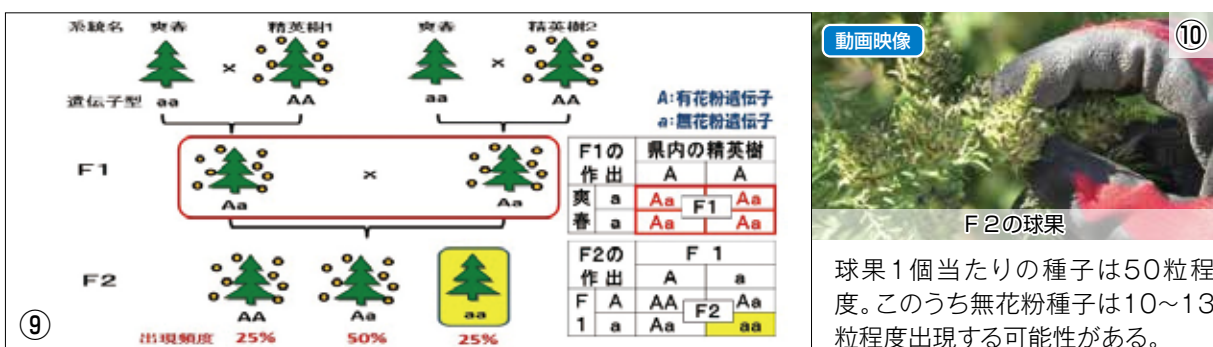 系統名 爽春 精英樹1 爽春 精英樹2
× ×
遺伝子型 aa AA aa AA
A:有花粉遺伝子
a:無花粉遺伝子
F1
Aa × Aa
F1の作出 県内の精英樹
A A
爽春 a Aa Aa
a Aa Aa
F1
F2
AA Aa aa
出現頻度 25% 50% 25%
F2の作出 F 1
A a
F1 A AA Aa
a Aa aa
F2
⑨
動画映像
⑩
F2の球果
球果1個当たりの種子は50粒程
度。このうち無花粉種子は10〜13
粒程度出現する可能性がある。